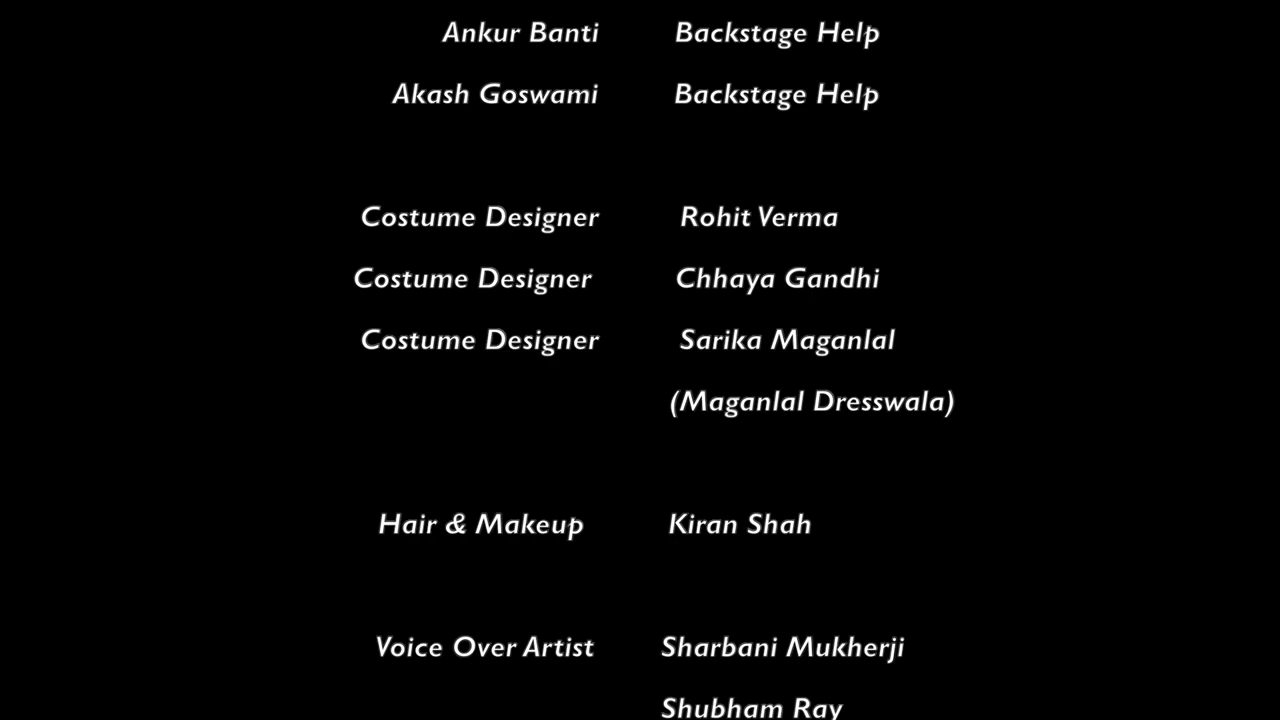 Ankur Banti Backstage Help
Akash Goswami Backstage Help
Costume Designer Rohit Verma
Costume Designer Chhaya Gandhi
Costume Designer Sarika Maganlal
(Maganlal Dresswala)
Hair & Makeup Kiran Shah
Voice Over Artist Sharbani Mukherji
Shubham Ray